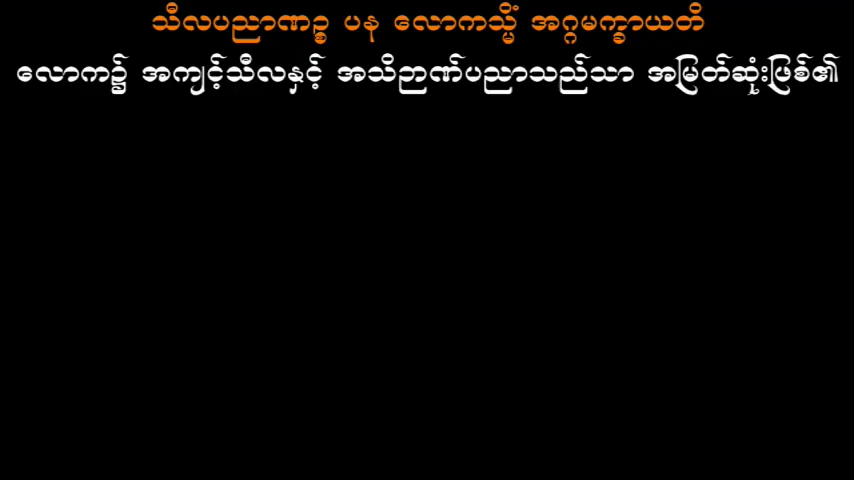 သီလပညာဏဉ္စ ပန လောကသ္မိံ အဂ္ဂမက္ခာယတိ
လောက၌ အကျင့်သီလနှင့် အသိဉာဏ်ပညာသည်သာ အမြတ်ဆုံးဖြစ်၏